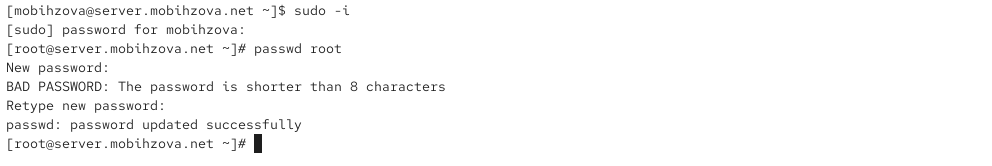 [mobihzova@server.mobihzova.net ~]$ sudo -i
[sudo] password for mobihzova:
[root@server.mobihzova.net ~]# passwd root
New password:
BAD PASSWORD: The password is shorter than 8 characters
Retype new password:
passwd: password updated successfully
[root@server.mobihzova.net ~]#